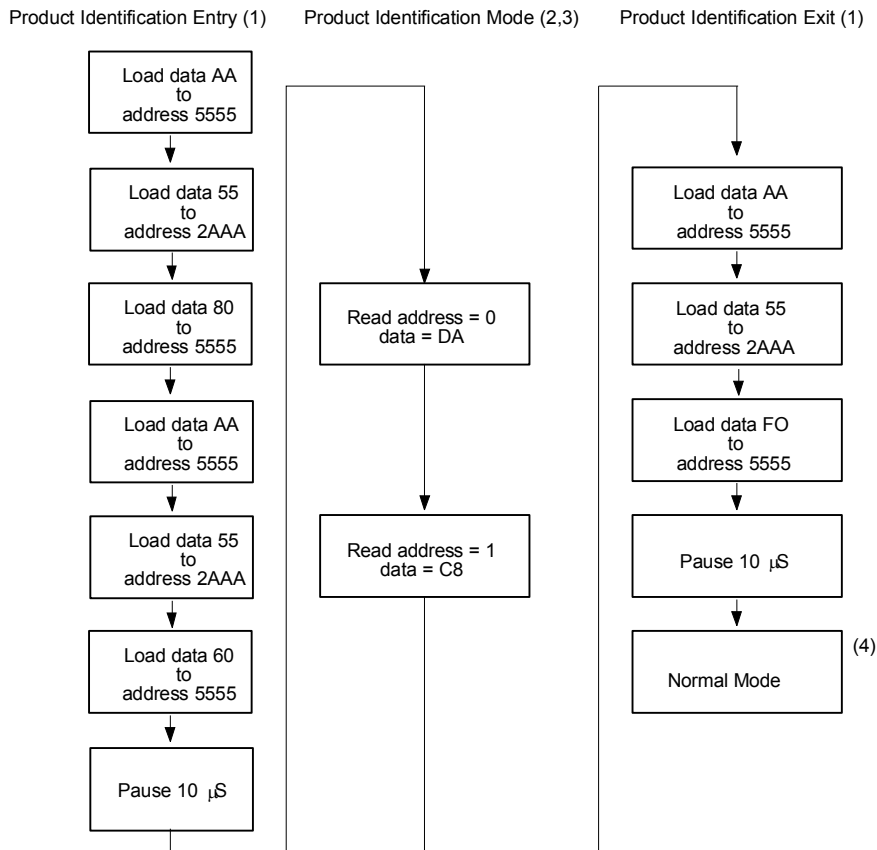 Product Identification Entry (1)
Load data AA
to
address 5555
Load data 55
to
address 2AAA
Load data 80
to
address 5555
Load data AA
to
address 5555
Load data 55
to
address 2AAA
Load data 60
to
address 5555
Pause 10 μS
Product Identification Mode (2,3)
Read address = 0
data = DA
Read address = 1
data = C8
Product Identification Exit (1)
Load data AA
to
address 5555
Load data 55
to
address 2AAA
Load data FO
to
address 5555
Pause 10 μS
Normal Mode
(4)